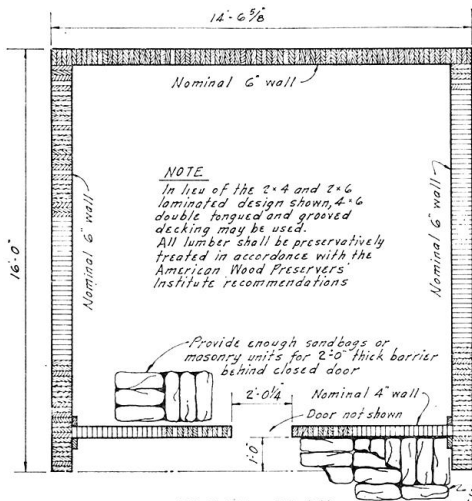 14'-6 5/8"
Nominal 6" wall
16'-0"
Nominal 6" wall
Nominal 6" wall
NOTE
In lieu of the 2×4 and 2×6
laminated design shown, 4×6
double tongued and grooved
decking may be used.
All lumber shall be preservatively
treated in accordance with the
American Wood Preservers'
Institute recommendations
Provide enough sandbags or
masonry units for 2'-0" thick barrier
behind closed door
2'-0 1/4"
Nominal 4" wall
Door not shown
1'-0"